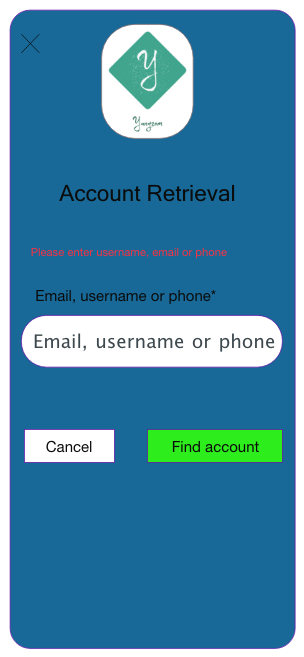 Y
Yangzom
Account Retrieval
Please enter username, email or phone
Email, username or phone*
Email, username or phone
Cancel
Find account